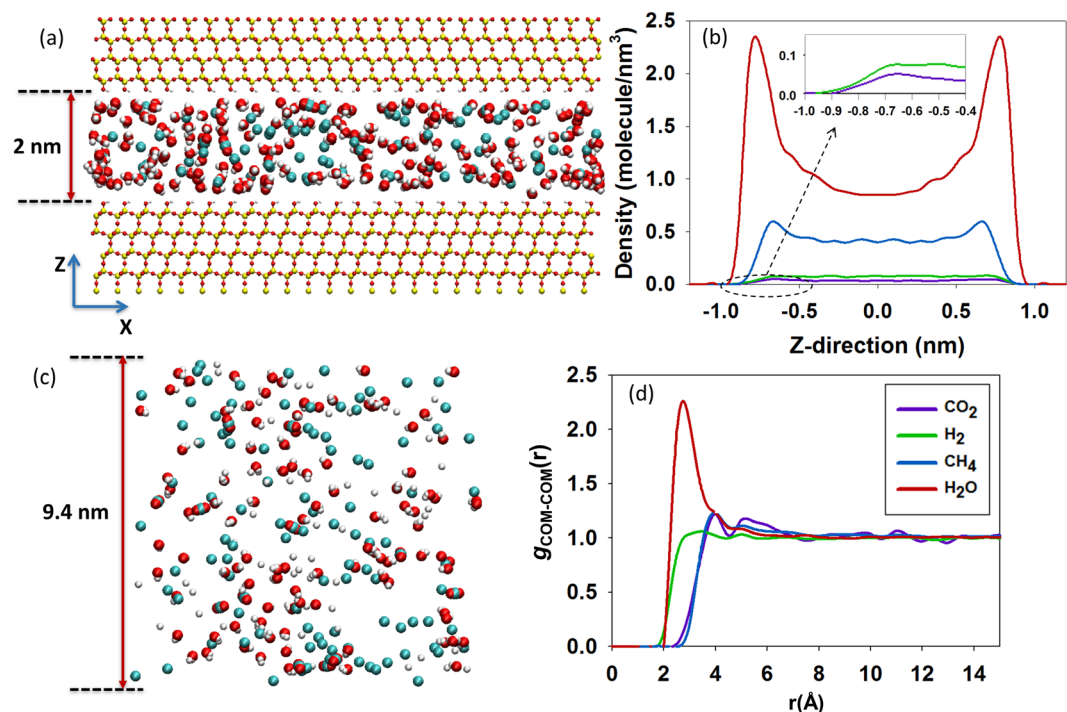 (a)
2 nm
Z
X
(b)
Density (molecule/nm³)
2.5
2.0
1.5
1.0
0.5
0.0
0.1
0.0
-1.0 -0.9 -0.8 -0.7 -0.6 -0.5 -0.4
-1.0 -0.5 0.0 0.5 1.0
Z-direction (nm)
(c)
9.4 nm
(d)
gCOM-COM(r)
2.5
2.0
1.5
1.0
0.5
0.0
CO₂
H₂
CH₄
H₂O
0 2 4 6 8 10 12 14
r(Å)